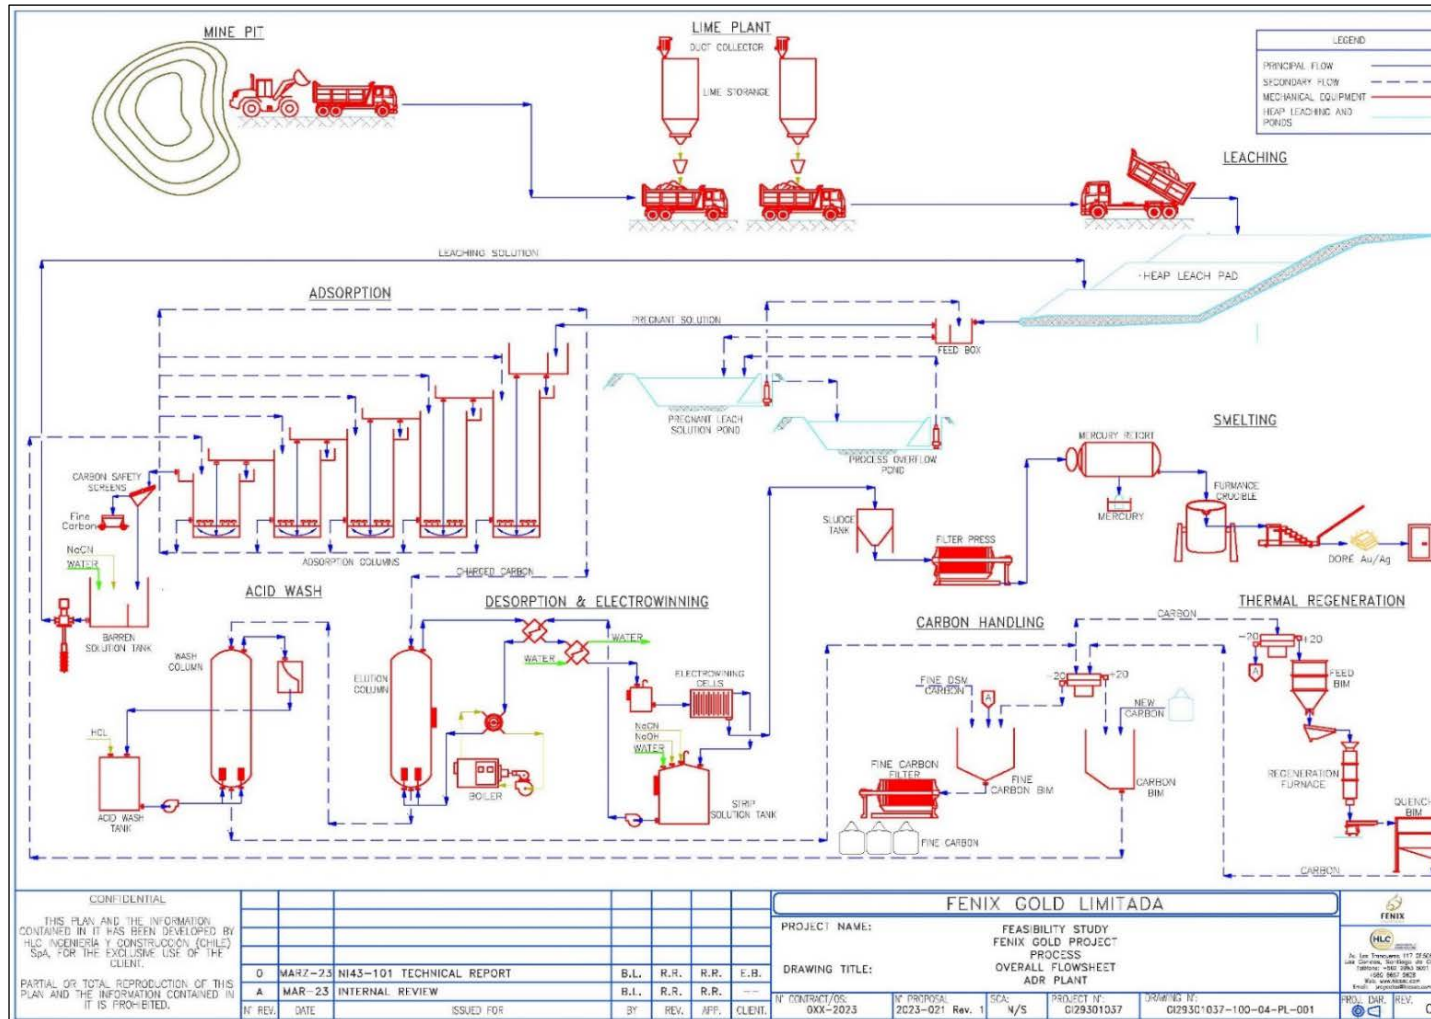 MINE PIT
LIME PLANT
DUCT COLLECTOR
LIME STORANGE
LEGEND
PRINCIPAL FLOW
SECONDARY FLOW
MECHANICAL EQUIPMENT
HEAP LEACHING AND
PONDS
LEACHING
LEACHING SOLUTION
HEAP LEACH PAD
ADSORPTION
PREGNANT SOLUTION
FEED BOX
PREGNANT LEACH
SOLUTION POND
PROCESS OVERFLOW
POND
SMELTING
MERCURY RETORT
MERCURY
FURMANCE
CRUCIBLE
DORÉ Au/Ag
SLUDGE
TANK
FILTER PRESS
CARBON SAFETY
SCREENS
Fine
Carbon
NaCN
WATER
BARREN
SOLUTION TANK
ADSORPTION COLUMNS
CHARGED CARBON
ACID WASH
WASH
COLUMN
HCL
ACID WASH
TANK
DESORPTION & ELECTROWINNING
ELUTION
COLUMN
WATER
WATER
ELECTROWINING
CELLS
NaCN
NaOH
WATER
BOILER
STRIP
SOLUTION TANK
CARBON HANDLING
FINE DSM
CARBON
A
-20
+20
NEW
CARBON
FINE CARBON
FILTER
FINE
CARBON BIM
CARBON
BIM
FINE CARBON
CARBON
THERMAL REGENERATION
-20
+20
A
FEED
BIM
REGENERATION
FURNACE
QUENCH
BIM
CARBON
CONFIDENTIAL
THIS PLAN AND THE INFORMATION
CONTAINED IN IT HAS BEEN DEVELOPED BY
HLC INGENIERÍA Y CONSTRUCCIÓN (CHILE)
SpA, FOR THE EXCLUSIVE USE OF THE
CLIENT.
PARTIAL OR TOTAL REPRODUCTION OF THIS
PLAN AND THE INFORMATION CONTAINED IN
IT IS PROHIBITED.
0 MARZ-23 NI43-101 TECHNICAL REPORT B.L. R.R. R.R. E.B.
A MAR-23 INTERNAL REVIEW B.L. R.R. R.R. --
N° REV. DATE ISSUED FOR BY REV. APP. CLIENT.
FENIX GOLD LIMITADA
PROJECT NAME: FEASIBILITY STUDY
FENIX GOLD PROJECT
PROCESS
DRAWING TITLE: OVERALL FLOWSHEET
ADR PLANT
N° CONTRACT/OS: 0XX-2023
N° PROPOSAL 2023-021 Rev. 1
SCA: N/S
PROJECT N°: CI29301037
DRAWING N°: CI29301037-100-04-PL-001
FENIX
HLC
PROJ. DAR. REV.